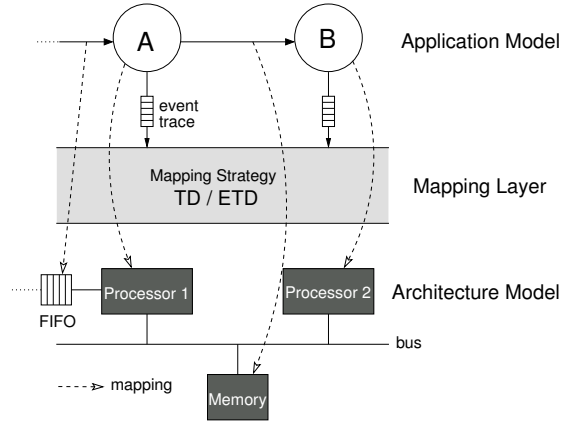 A
B
Application Model
event
trace
Mapping Strategy
TD / ETD
Mapping Layer
Processor 1
Processor 2
Architecture Model
FIFO
bus
mapping
Memory